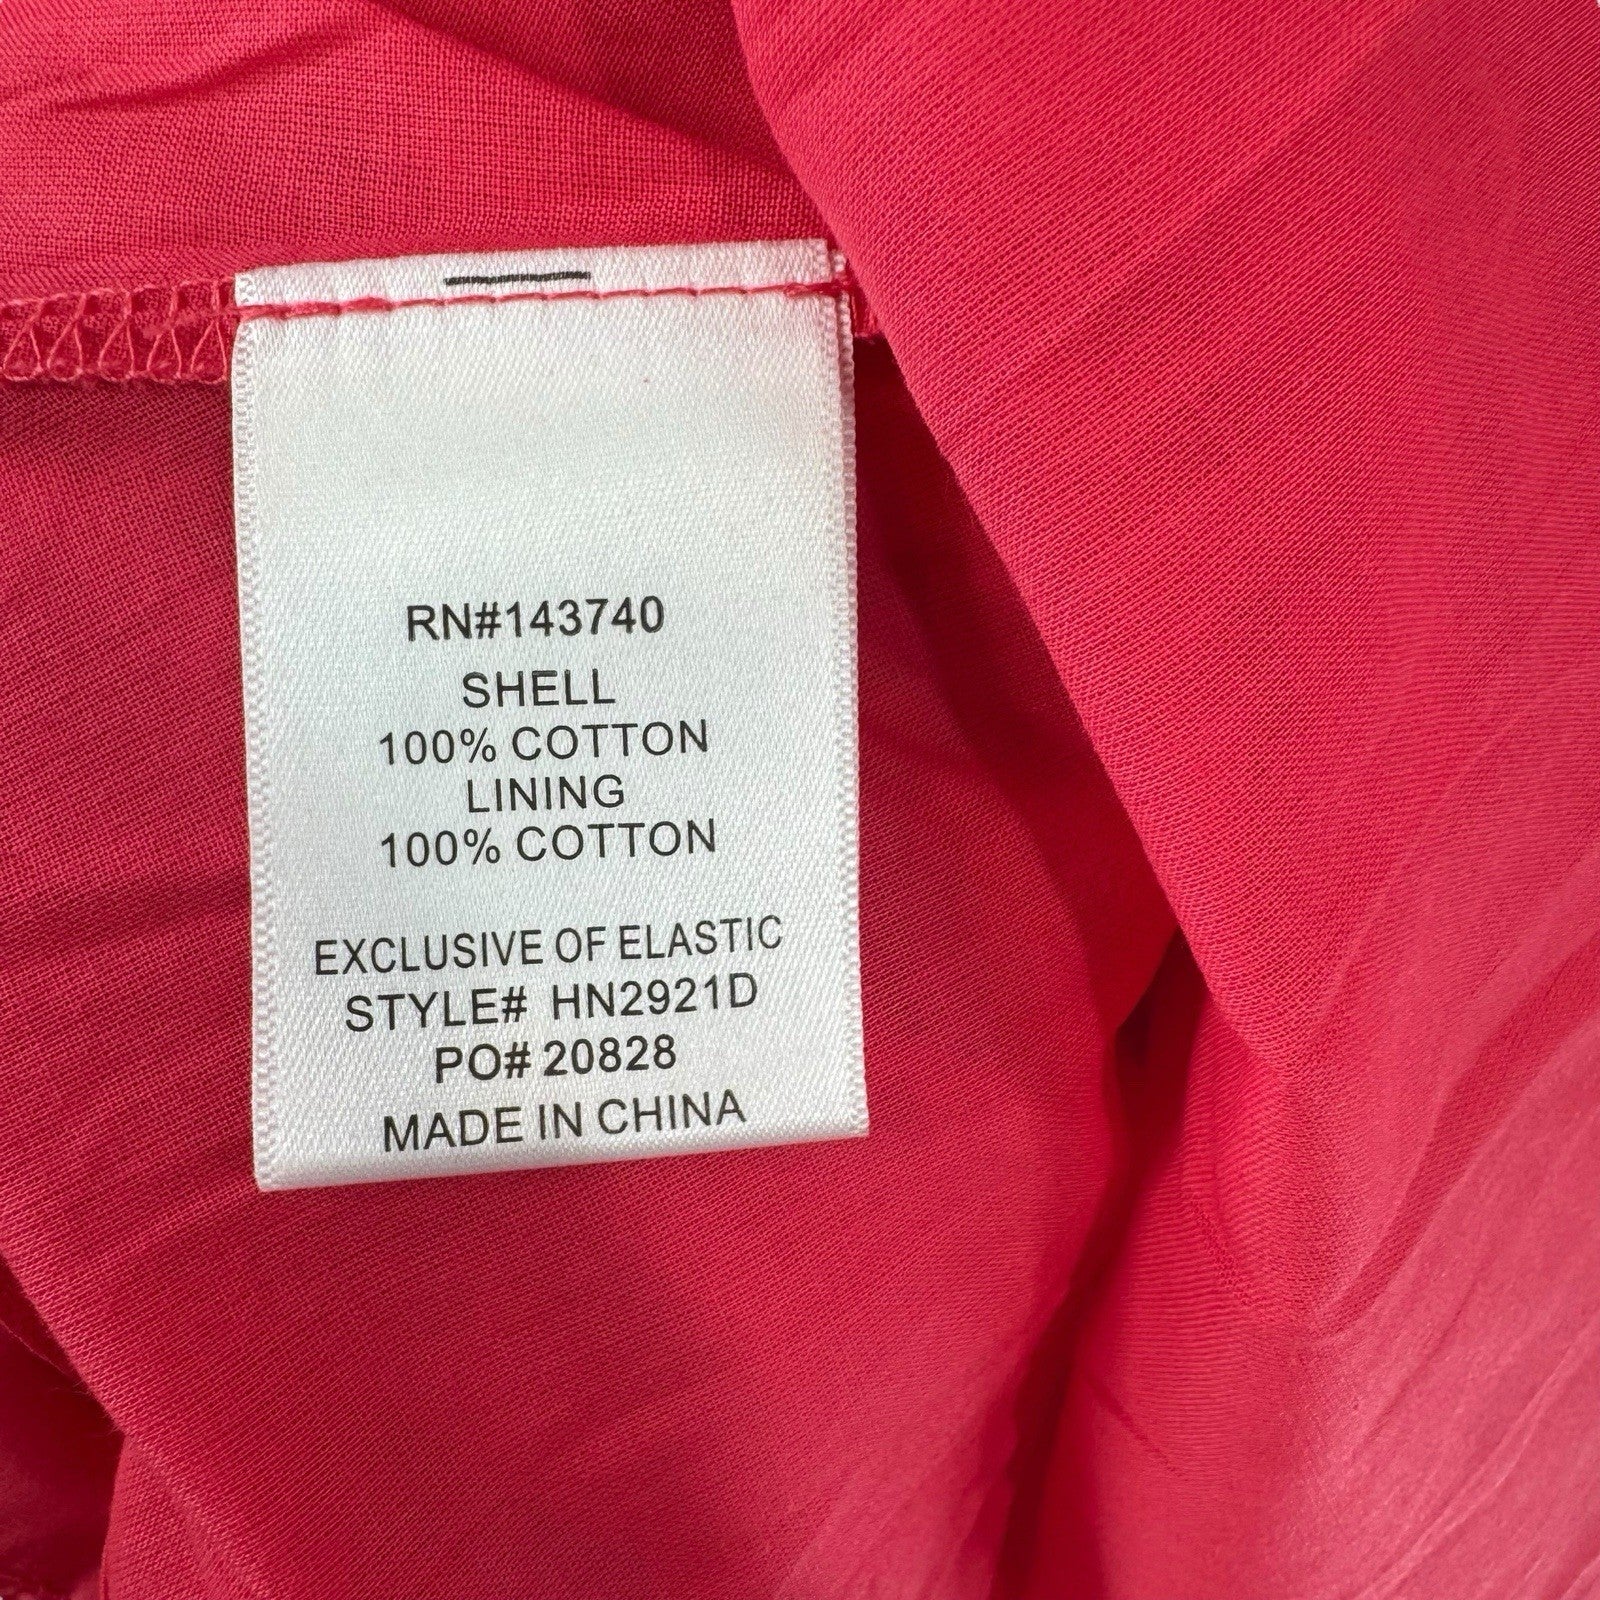 RN#143740
SHELL
100% COTTON
LINING
100% COTTON
EXCLUSIVE OF ELASTIC
STYLE# HN2921D
PO# 20828
MADE IN CHINA